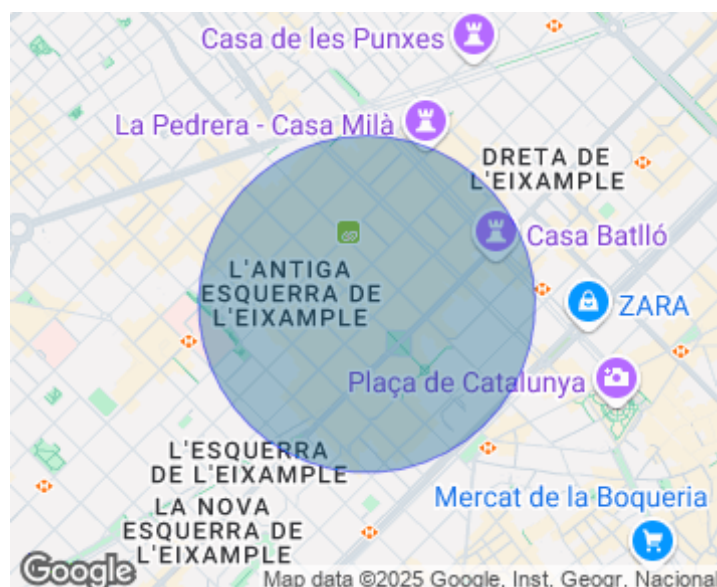 Casa de les Punxes
La Pedrera - Casa Milà
DRETA DE
L'EIXAMPLE
Casa Batlló
L'ANTIGA
ESQUERRA DE
L'EIXAMPLE
ZARA
Plaça de Catalunya
L'ESQUERRA
DE L'EIXAMPLE
Mercat de la Boqueria
LA NOVA
ESQUERRA DE
L'EIXAMPLE
Google
Map data ©2025 Google, Inst. Geogr. Nacional